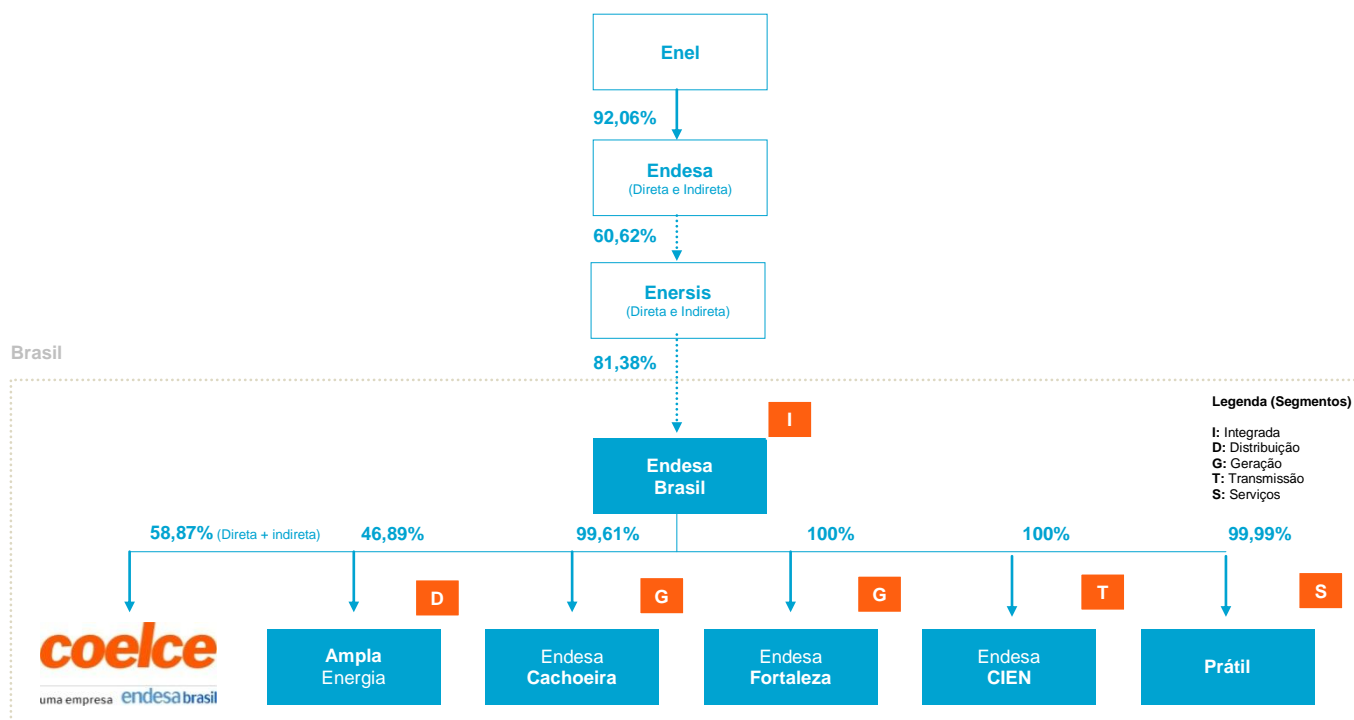 Enel
92,06%
Endesa
(Direta e Indireta)
60,62%
Enersis
(Direta e Indireta)
Brasil
81,38%
Legenda (Segmentos)
I: Integrada
D: Distribuição
G: Geração
T: Transmissão
S: Serviços
I
Endesa
Brasil
58,87% (Direta + indireta)
46,89%
99,61%
100%
100%
99,99%
D
G
G
T
S
coelce
uma empresa endesabrasil
Ampla
Energia
Endesa
Cachoeira
Endesa
Fortaleza
Endesa
CIEN
Prátil